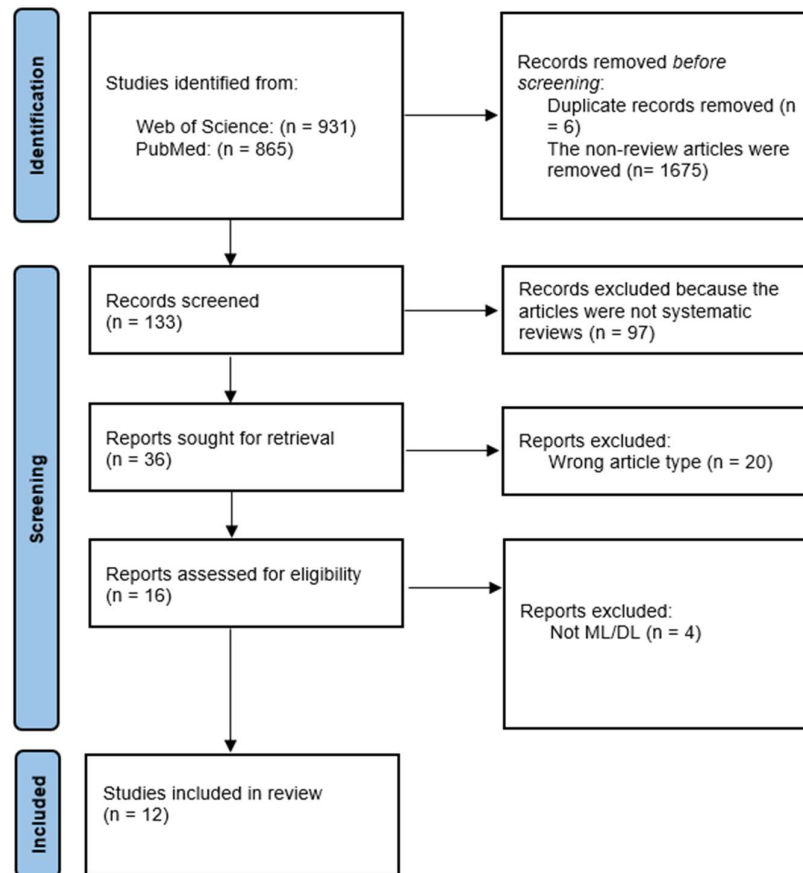 Identification
Studies identified from:
Web of Science: (n = 931)
PubMed: (n = 865)
Records removed before
screening:
Duplicate records removed (n
= 6)
The non-review articles were
removed (n= 1675)
Screening
Records screened
(n = 133)
Records excluded because the
articles were not systematic
reviews (n = 97)
Reports sought for retrieval
(n = 36)
Reports excluded:
Wrong article type (n = 20)
Reports assessed for eligibility
(n = 16)
Reports excluded:
Not ML/DL (n = 4)
Included
Studies included in review
(n = 12)